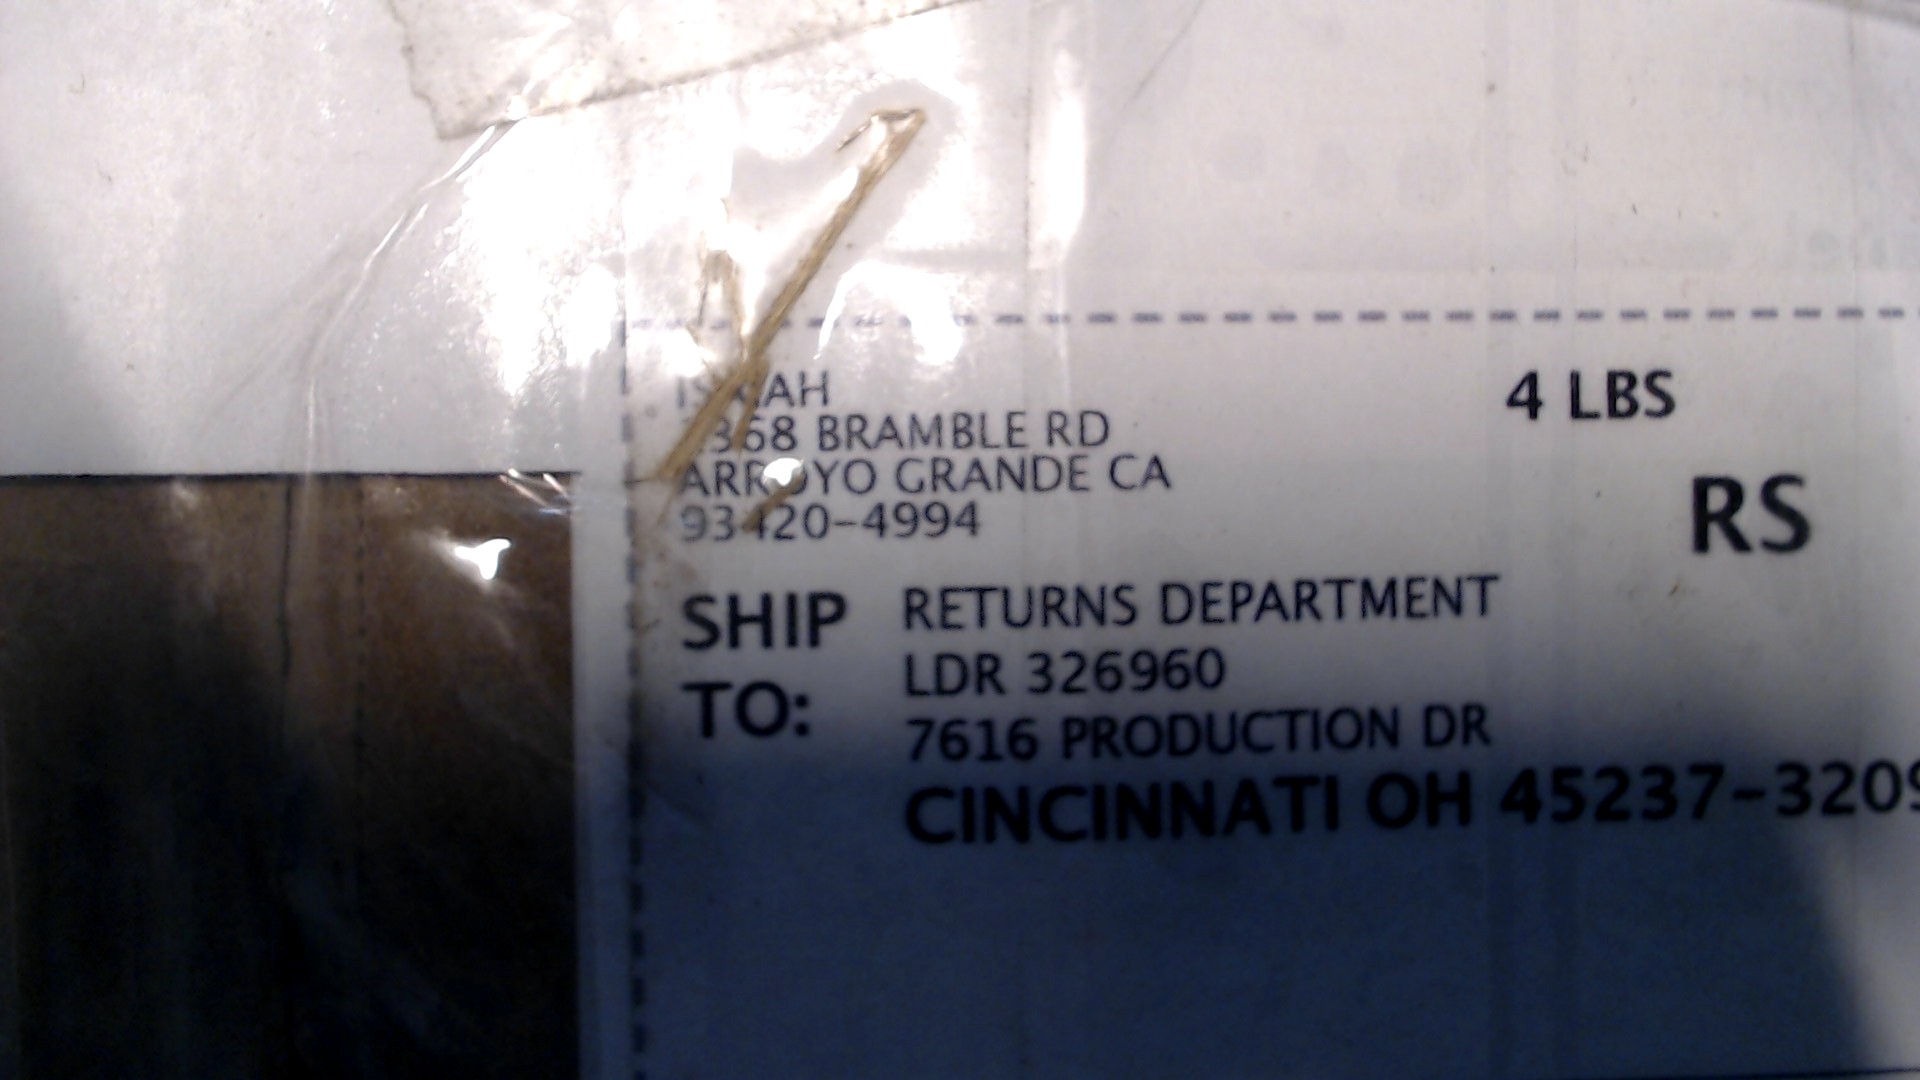 4 LBS
BRAMBLE RD
ARROYO GRANDE CA
93420-4994
RS
SHIP TO:
RETURNS DEPARTMENT
LDR 326960
7616 PRODUCTION DR
CINCINNATI OH 45237-3209